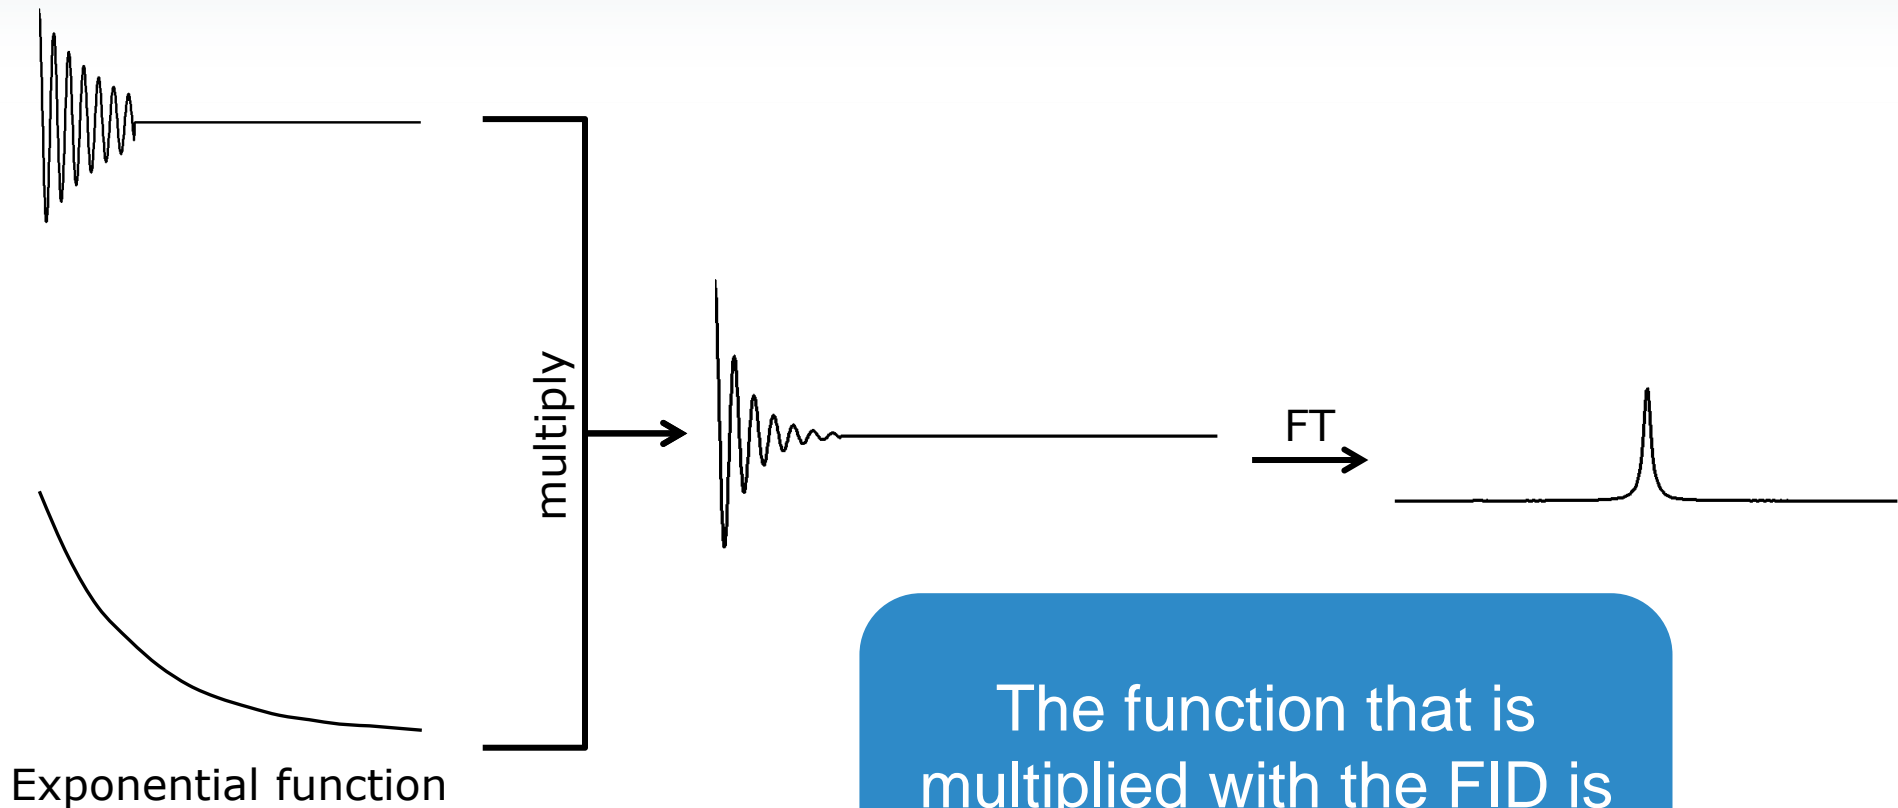 multiply
FT
Exponential function
The function that is
multiplied with the FID is